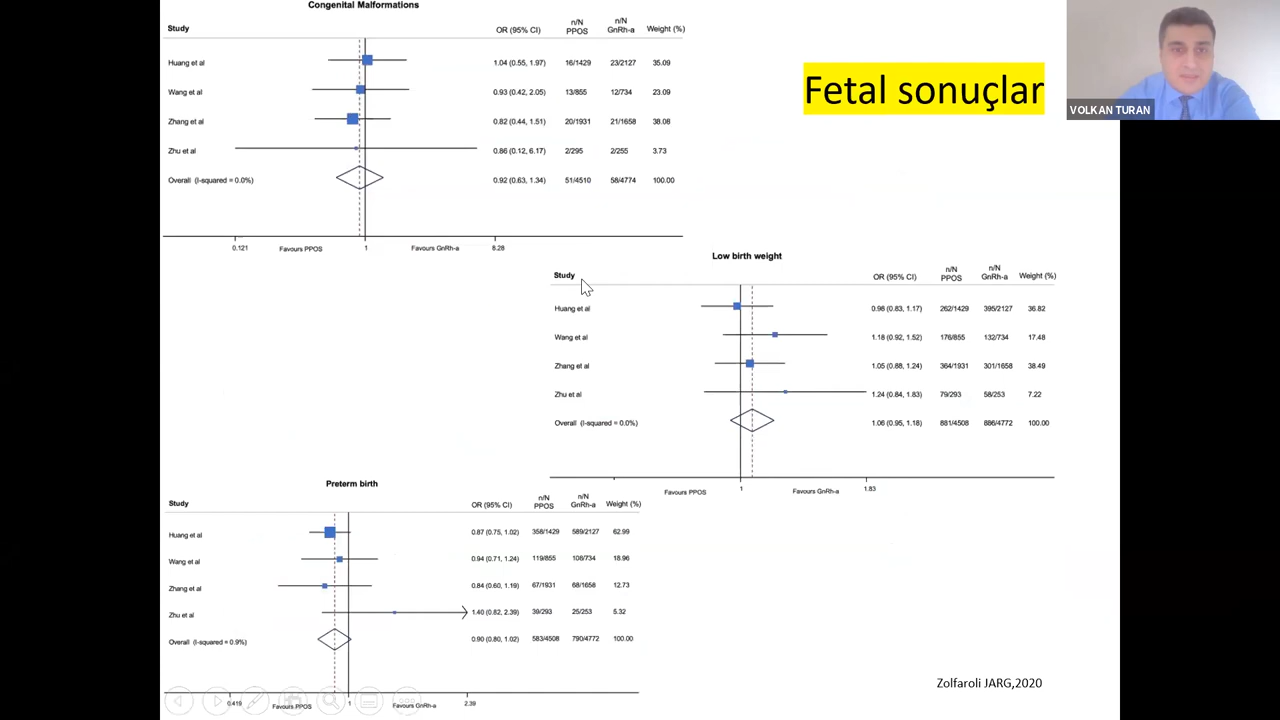 Congenital Malformations
Study OR (95% CI) n/N PPOS n/N GnRh-a Weight (%)
Huang et al 1.04 (0.55, 1.97) 16/1429 23/2127 35.09
Wang et al 0.93 (0.42, 2.05) 13/855 12/734 23.09
Zhang et al 0.82 (0.44, 1.51) 20/1931 21/1658 38.08
Zhu et al 0.86 (0.12, 6.17) 2/295 2/255 3.73
Overall (I-squared = 0.0%) 0.92 (0.63, 1.34) 51/4510 58/4774 100.00
0.121 Favours PPOS 1 Favours GnRh-a 8.28
Fetal sonuçlar
VOLKAN TURAN
Low birth weight
Study OR (95% CI) n/N PPOS n/N GnRh-a Weight (%)
Huang et al 0.98 (0.83, 1.17) 262/1429 395/2127 36.82
Wang et al 1.18 (0.92, 1.52) 176/855 132/734 17.48
Zhang et al 1.05 (0.88, 1.24) 364/1931 301/1658 38.49
Zhu et al 1.24 (0.84, 1.83) 79/293 58/253 7.22
Overall (I-squared = 0.0%) 1.06 (0.95, 1.18) 881/4508 886/4772 100.00
Favours PPOS 1 Favours GnRh-a 1.83
Preterm birth
Study OR (95% CI) n/N PPOS n/N GnRh-a Weight (%)
Huang et al 0.87 (0.75, 1.02) 358/1429 589/2127 62.99
Wang et al 0.94 (0.71, 1.24) 119/855 108/734 18.96
Zhang et al 0.84 (0.60, 1.19) 67/1931 68/1658 12.73
Zhu et al 1.40 (0.82, 2.39) 39/293 25/253 5.32
Overall (I-squared = 0.9%) 0.90 (0.80, 1.02) 583/4508 790/4772 100.00
0.419 Favours PPOS 1 Favours GnRh-a 2.39
Zolfaroli JARG,2020